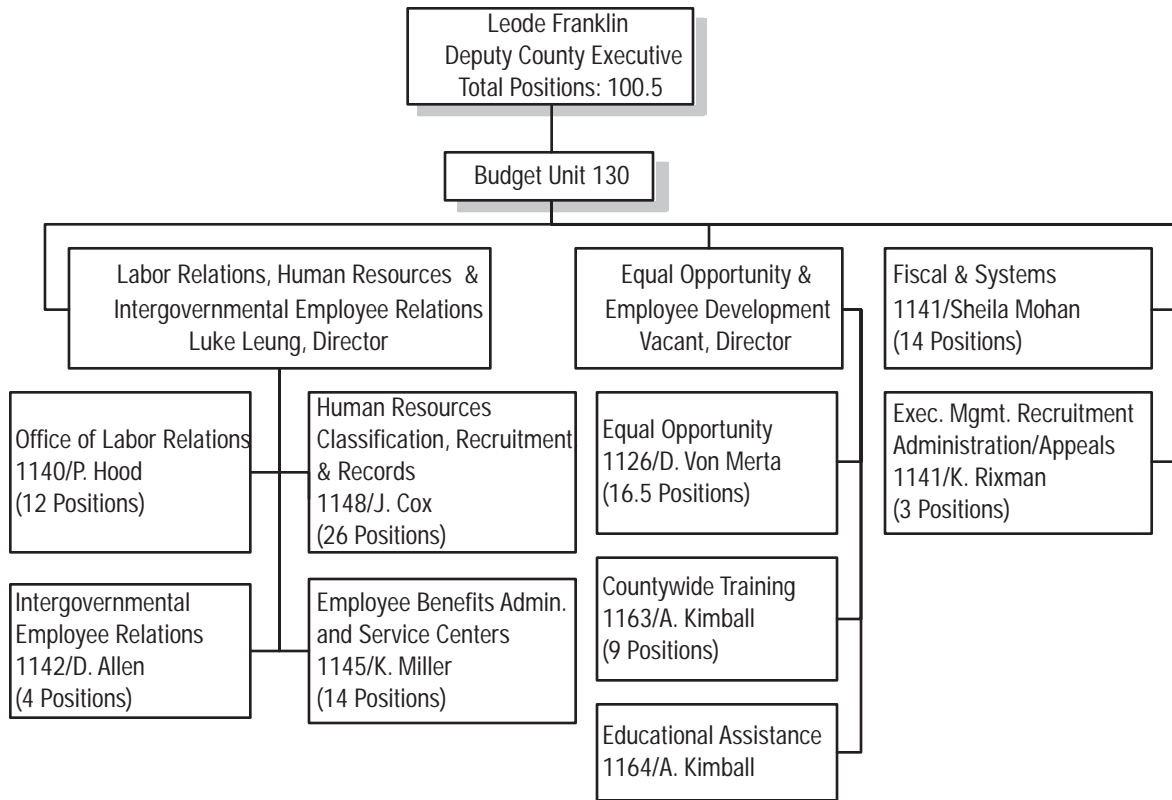 Leode Franklin
Deputy County Executive
Total Positions: 100.5
Budget Unit 130
Labor Relations, Human Resources &
Intergovernmental Employee Relations
Luke Leung, Director
Equal Opportunity &
Employee Development
Vacant, Director
Fiscal & Systems
1141/Sheila Mohan
(14 Positions)
Office of Labor Relations
1140/P. Hood
(12 Positions)
Human Resources
Classification, Recruitment
& Records
1148/J. Cox
(26 Positions)
Equal Opportunity
1126/D. Von Merta
(16.5 Positions)
Exec. Mgmt. Recruitment
Administration/Appeals
1141/K. Rixman
(3 Positions)
Intergovernmental
Employee Relations
1142/D. Allen
(4 Positions)
Employee Benefits Admin.
and Service Centers
1145/K. Miller
(14 Positions)
Countywide Training
1163/A. Kimball
(9 Positions)
Educational Assistance
1164/A. Kimball